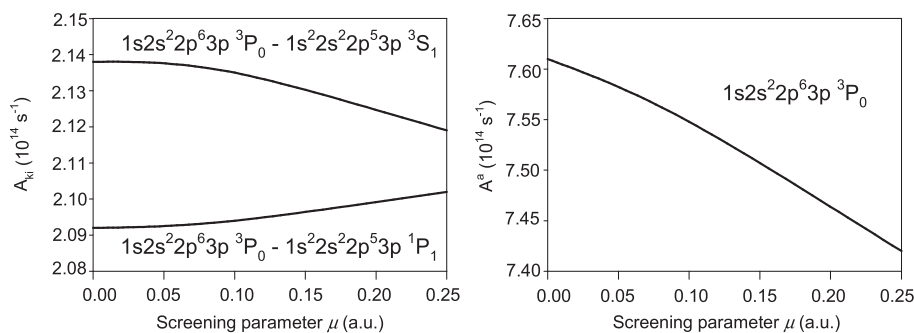 2.15
2.14
2.13
2.12
2.11
2.10
2.09
2.08
A_ki (10^14 s^-1)
1s2s^2 2p^6 3p ^3P_0 - 1s^2 2s^2 2p^5 3p ^3S_1
1s2s^2 2p^6 3p ^3P_0 - 1s^2 2s^2 2p^5 3p ^1P_1
0.00 0.05 0.10 0.15 0.20 0.25
Screening parameter μ (a.u.)
7.65
7.60
7.55
7.50
7.45
7.40
A^a (10^14 s^-1)
1s2s^2 2p^6 3p ^3P_0
0.00 0.05 0.10 0.15 0.20 0.25
Screening parameter μ (a.u.)